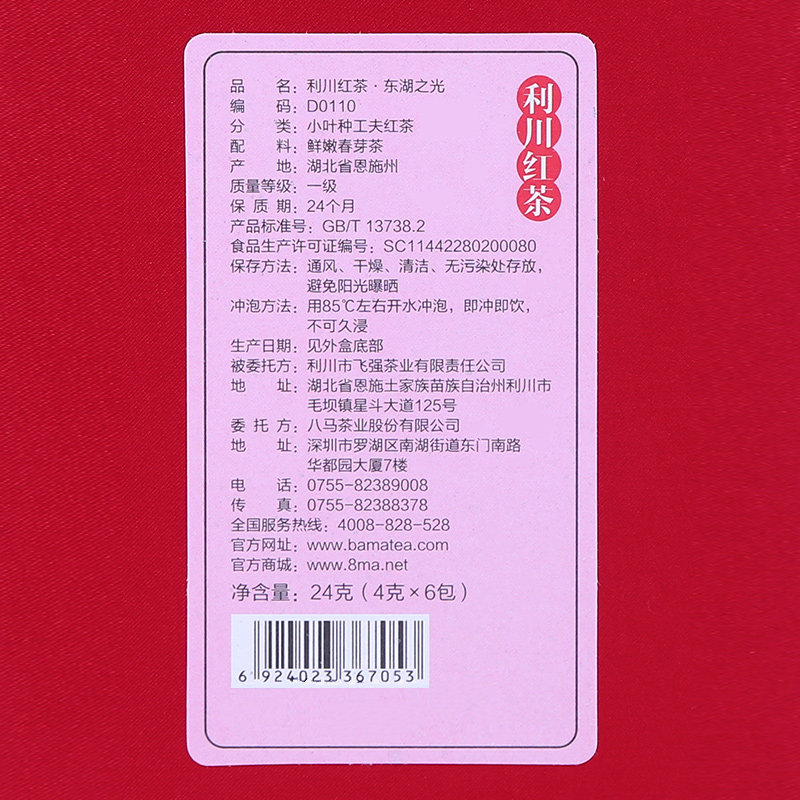 利川红茶
品 名：利川红茶·东湖之光
编 码：D0110
分 类：小叶种工夫红茶
配 料：鲜嫩春芽茶
产 地：湖北省恩施州
质量等级：一级
保 质 期：24个月
产品标准号：GB/T 13738.2
食品生产许可证编号：SC11442280200080
保存方法：通风、干燥、清洁、无污染处存放，
避免阳光曝晒
冲泡方法：用85℃左右开水冲泡，即冲即饮，
不可久浸
生产日期：见外盒底部
被委托方：利川市飞强茶业有限责任公司
地 址：湖北省恩施土家族苗族自治州利川市
毛坝镇星斗大道125号
委 托 方：八马茶业股份有限公司
地 址：深圳市罗湖区南湖街道东门南路
华都园大厦7楼
电 话：0755-82389008
传 真：0755-82388378
全国服务热线：4008-828-528
官方网址：www.bamatea.com
官方商城：www.8ma.net
净含量：24克（4克×6包）
6 924023 367053